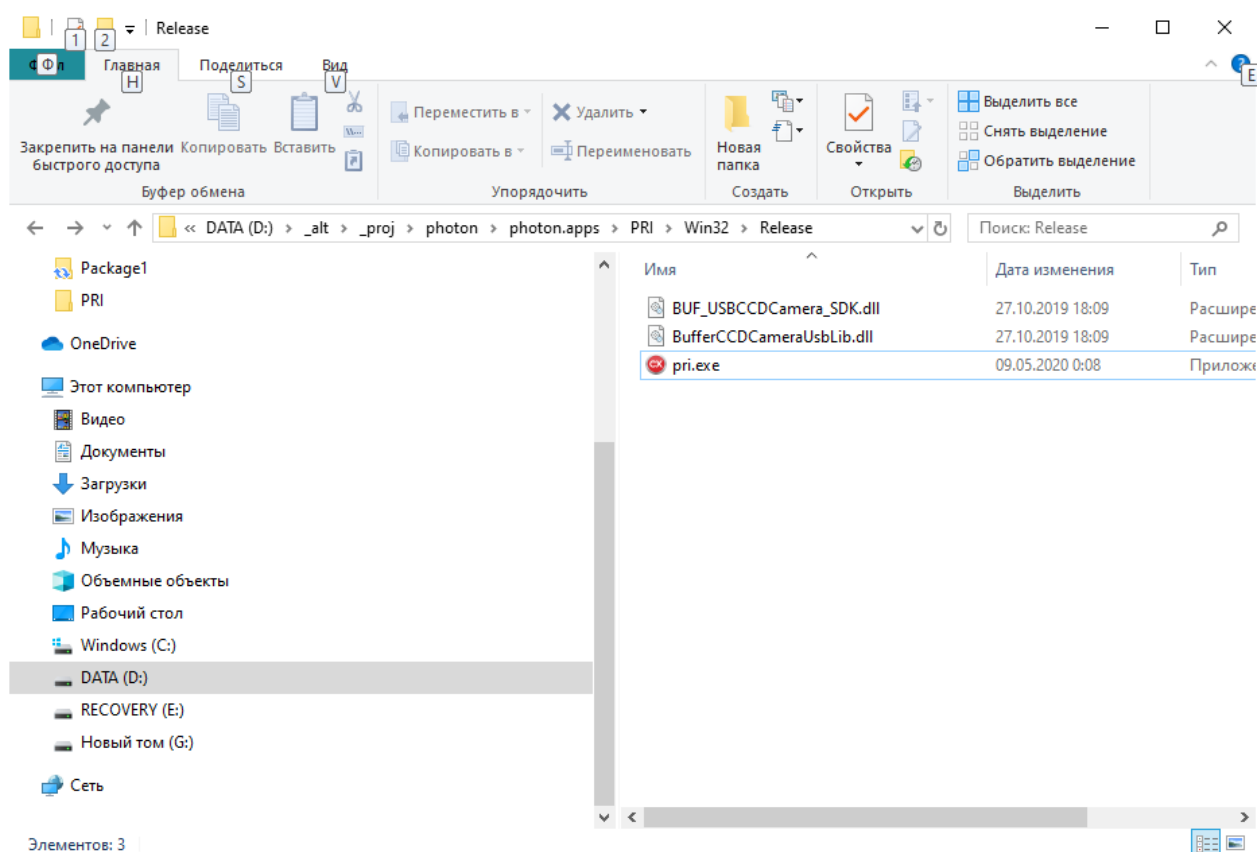 1 2 Release
Ф Главная Поделиться Вид
H S V E
Закрепить на панели быстрого доступа
Копировать
Вставить
Буфер обмена
Переместить в
Копировать в
Удалить
Переименовать
Упорядочить
Новая папка
Создать
Свойства
Открыть
Выделить все
Снять выделение
Обратить выделение
Выделить
« DATA (D:) › _alt › _proj › photon › photon.apps › PRI › Win32 › Release
Поиск: Release
Package1
PRI
OneDrive
Этот компьютер
Видео
Документы
Загрузки
Изображения
Музыка
Объемные объекты
Рабочий стол
Windows (C:)
DATA (D:)
RECOVERY (E:)
Новый том (G:)
Сеть
Имя Дата изменения Тип
BUF_USBCCDCamera_SDK.dll 27.10.2019 18:09 Расшире
BufferCCDCameraUsbLib.dll 27.10.2019 18:09 Расшире
pri.exe 09.05.2020 0:08 Приложе
Элементов: 3